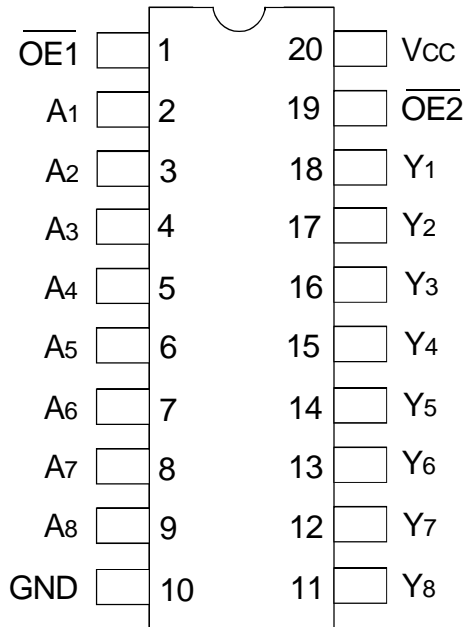 O̅E̅1̅ 1 20 Vcc
A1 2 19 O̅E̅2̅
A2 3 18 Y1
A3 4 17 Y2
A4 5 16 Y3
A5 6 15 Y4
A6 7 14 Y5
A7 8 13 Y6
A8 9 12 Y7
GND 10 11 Y8